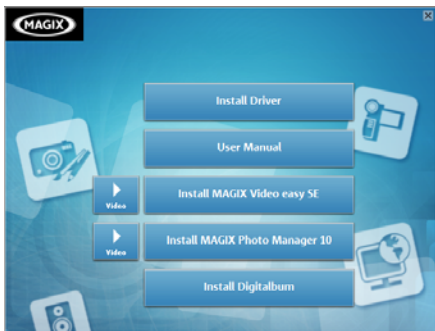 MAGIX
Install Driver
User Manual
Video
Install MAGIX Video easy SE
Video
Install MAGIX Photo Manager 10
Install Digitalbum